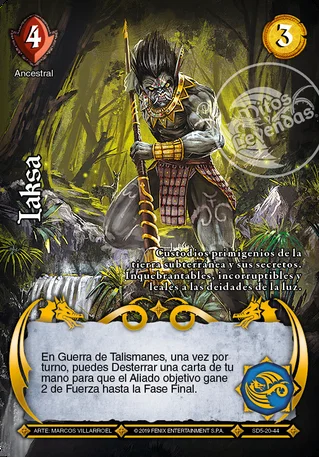 4
3
Ancestral
Mitos
Leyendas
Iaksa
Custodios primigenios de la
tierra subterránea y sus secretos.
Inquebrantables, incorruptibles y
leales a las deidades de la luz.
En Guerra de Talismanes, una vez por
turno, puedes Desterrar una carta de tu
mano para que el Aliado objetivo gane
2 de Fuerza hasta la Fase Final.
ARTE: MARCOS VILLARROEL
©2019 FENIX ENTERTAINMENT S.P.A.
SD5-20-44